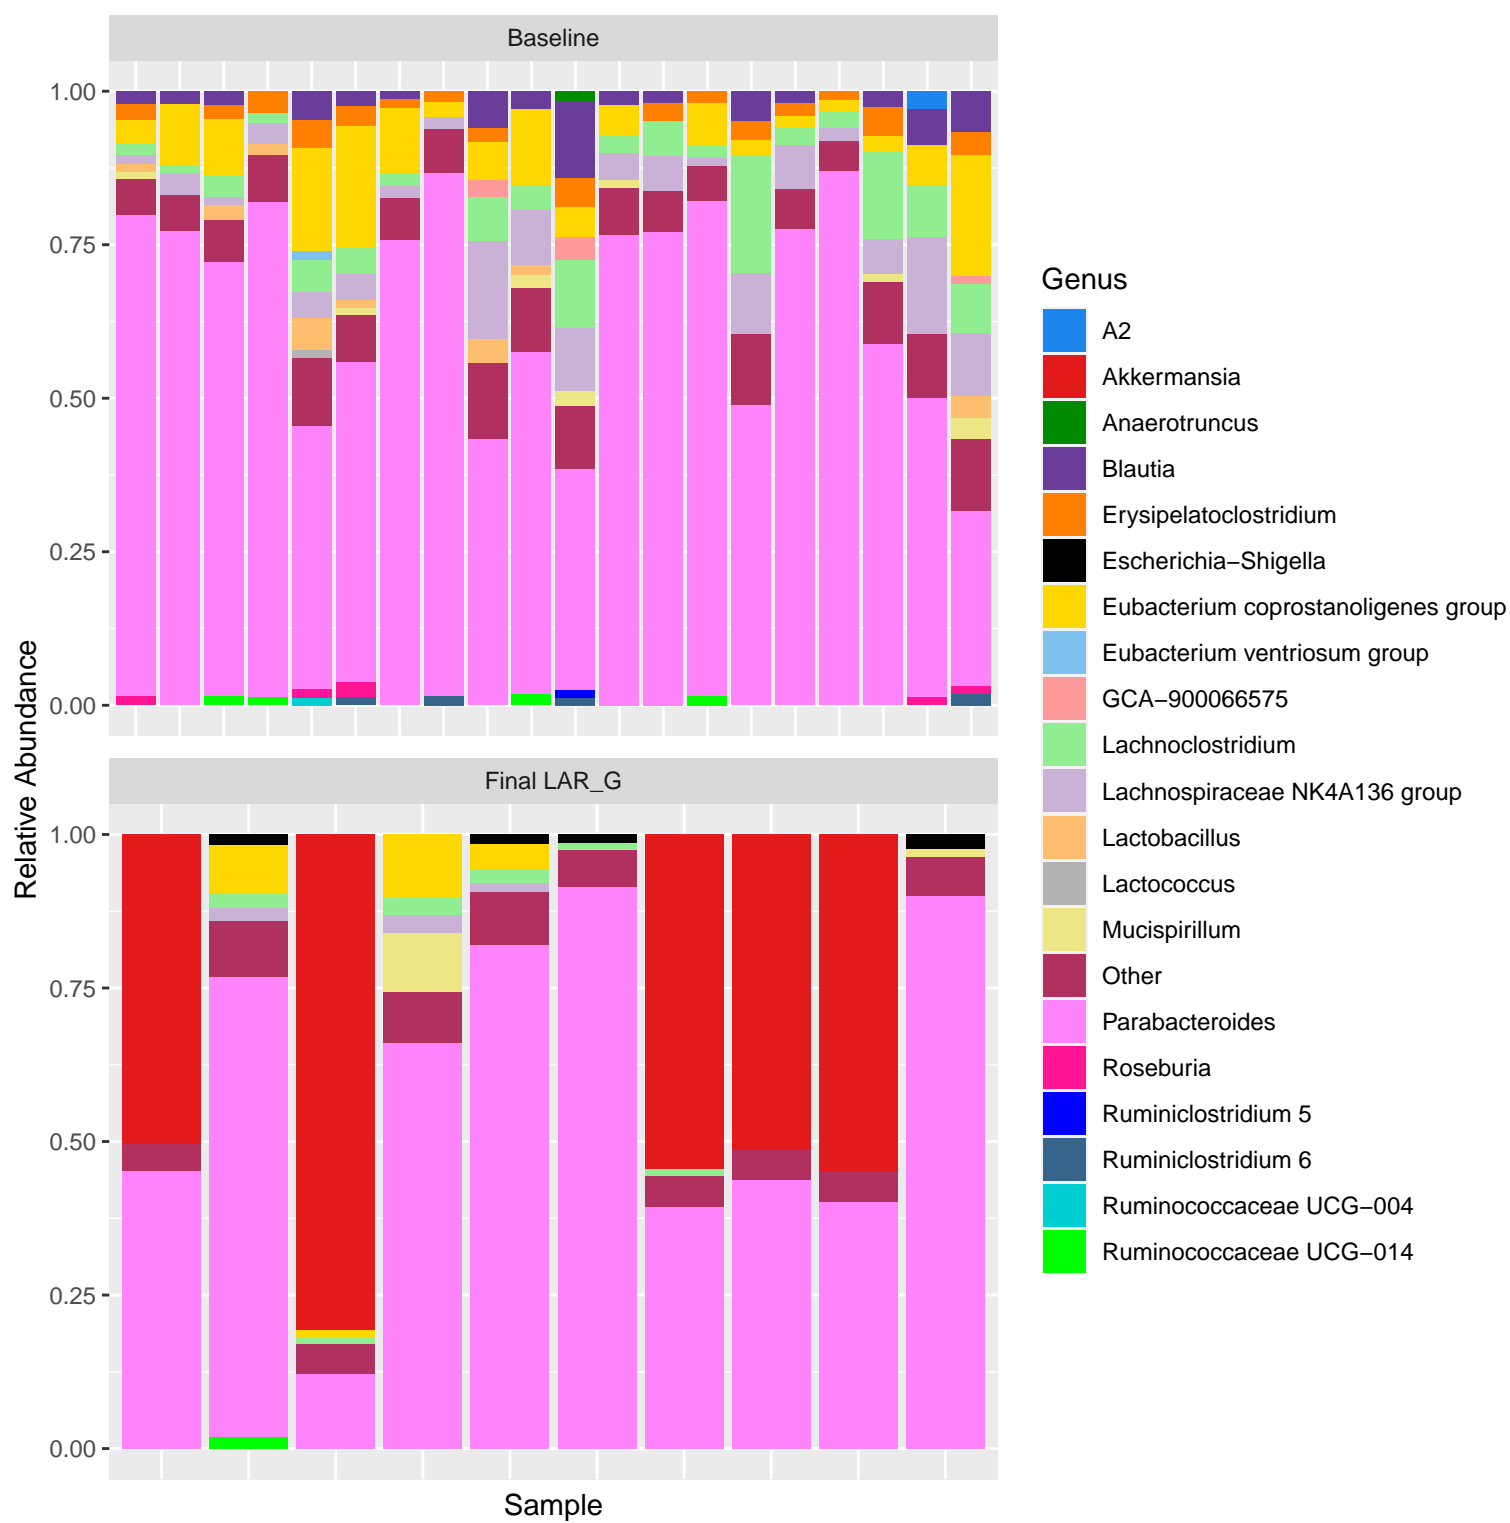 Baseline
1.00
0.75
0.50
0.25
0.00
Relative Abundance
Final LAR_G
1.00
0.75
0.50
0.25
0.00
Sample
Genus
A2
Akkermansia
Anaerotruncus
Blautia
Erysipelatoclostridium
Escherichia−Shigella
Eubacterium coprostanoligenes group
Eubacterium ventriosum group
GCA−900066575
Lachnoclostridium
Lachnospiraceae NK4A136 group
Lactobacillus
Lactococcus
Mucispirillum
Other
Parabacteroides
Roseburia
Ruminiclostridium 5
Ruminiclostridium 6
Ruminococcaceae UCG−004
Ruminococcaceae UCG−014